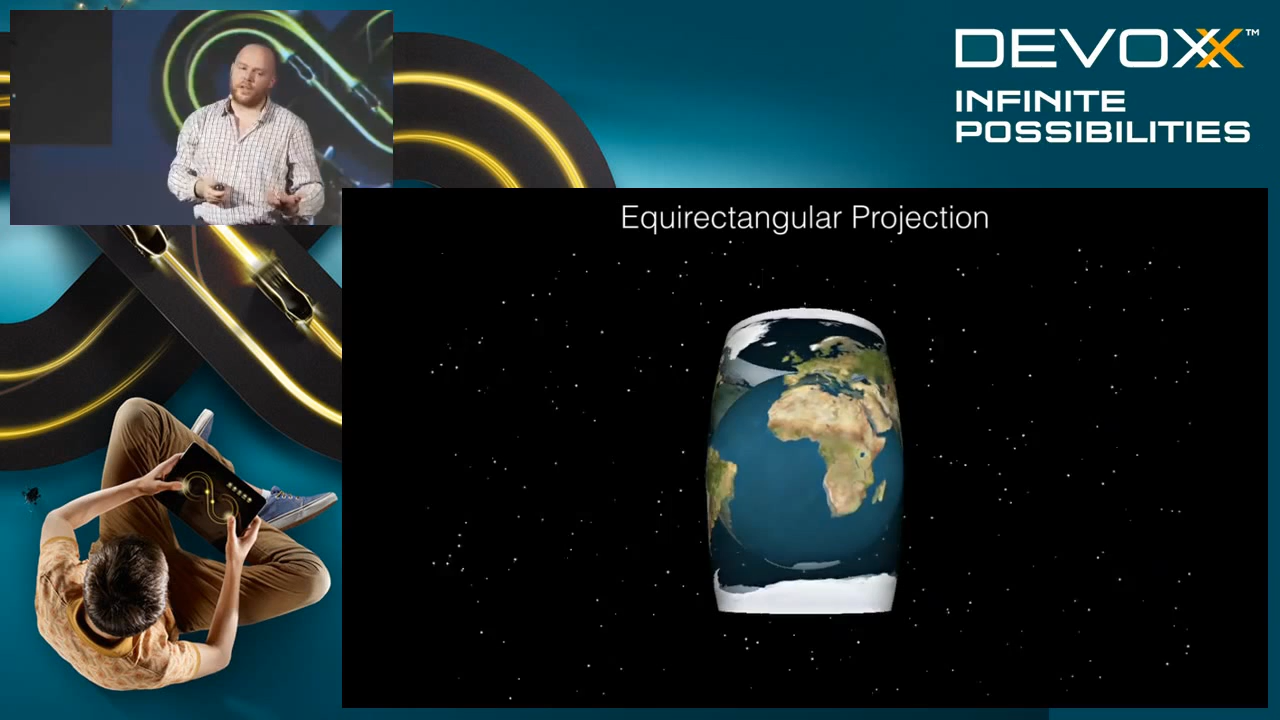 DEVOXX™
INFINITE
POSSIBILITIES
Equirectangular Projection